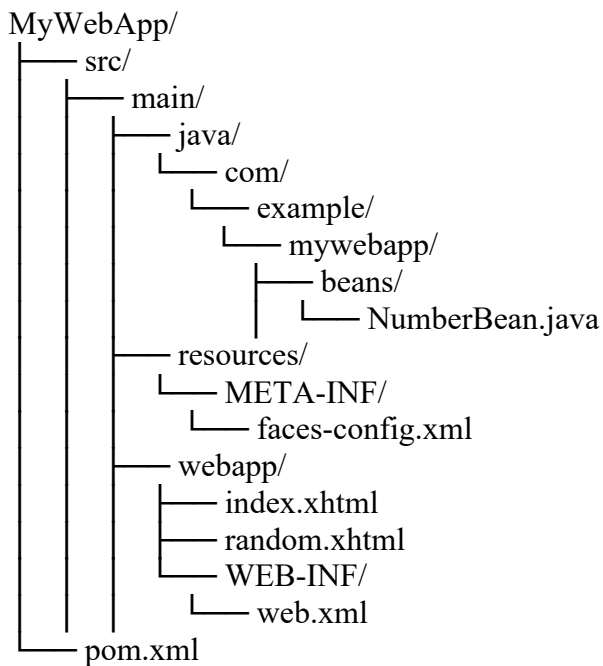 MyWebApp/
src/
main/
java/
com/
example/
mywebapp/
beans/
NumberBean.java
resources/
META-INF/
faces-config.xml
webapp/
index.xhtml
random.xhtml
WEB-INF/
web.xml
pom.xml